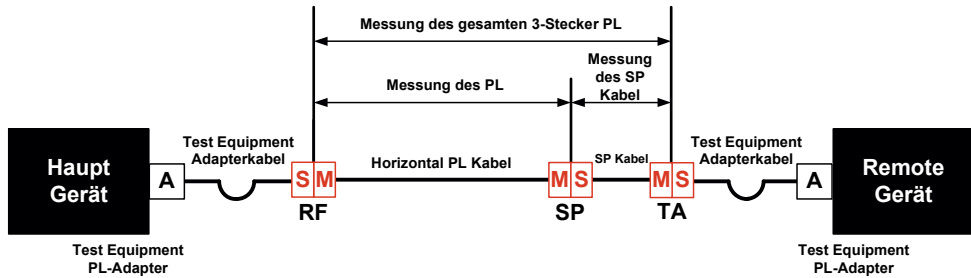 Messung des gesamten 3-Stecker PL
Messung
des SP
Kabel
Messung des PL
Test Equipment
Adapterkabel
Test Equipment
Adapterkabel
Haupt
Gerät
A
S M
Horizontal PL Kabel
M S
SP Kabel
M S
A
Remote
Gerät
RF
SP
TA
Test Equipment
PL-Adapter
Test Equipment
PL-Adapter